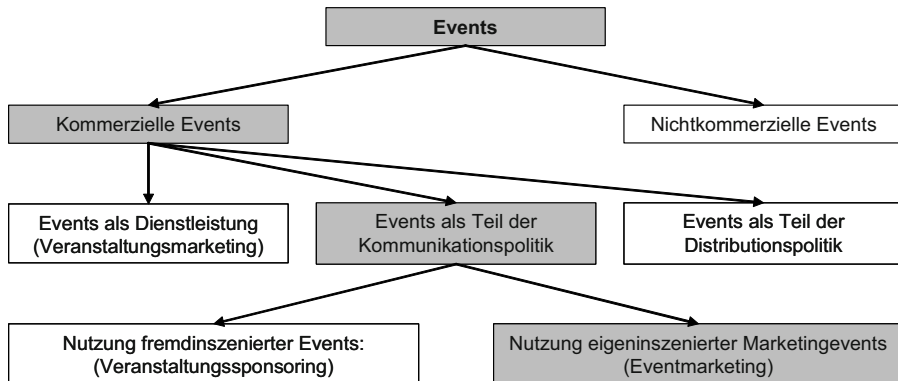 Events
Kommerzielle Events
Nichtkommerzielle Events
Events als Dienstleistung
(Veranstaltungsmarketing)
Events als Teil der
Kommunikationspolitik
Events als Teil der
Distributionspolitik
Nutzung fremdinszenierter Events:
(Veranstaltungssponsoring)
Nutzung eigeninszenierter Marketingevents
(Eventmarketing)